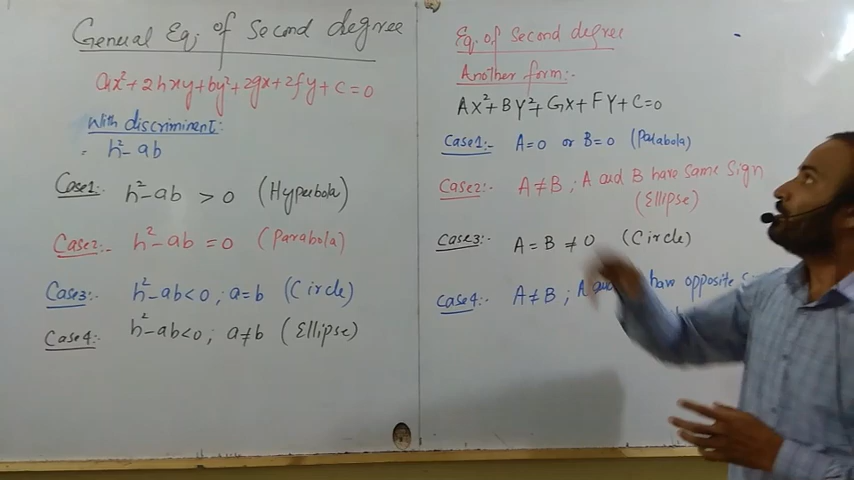 General Eq; of second degree
ax²+2hxy+by²+2gx+2fy+c=0
With discriminent:
= h²-ab
Case1:- h²-ab > 0 (Hyperbola)
Case2:- h²-ab = 0 (Parabola)
Case3:- h²-ab<0 ; a=b (Circle)
Case4:- h²-ab<0 ; a≠b (Ellipse)
Eq. of second degree
Another form:-
AX²+BY²+GX+FY+C=0
Case1:- A=0 or B=0 (Parabola)
Case2:- A≠B ; A and B have same sign
(Ellipse)
Case3:- A=B≠0 (Circle)
Case4:- A≠B ; A and have opposite